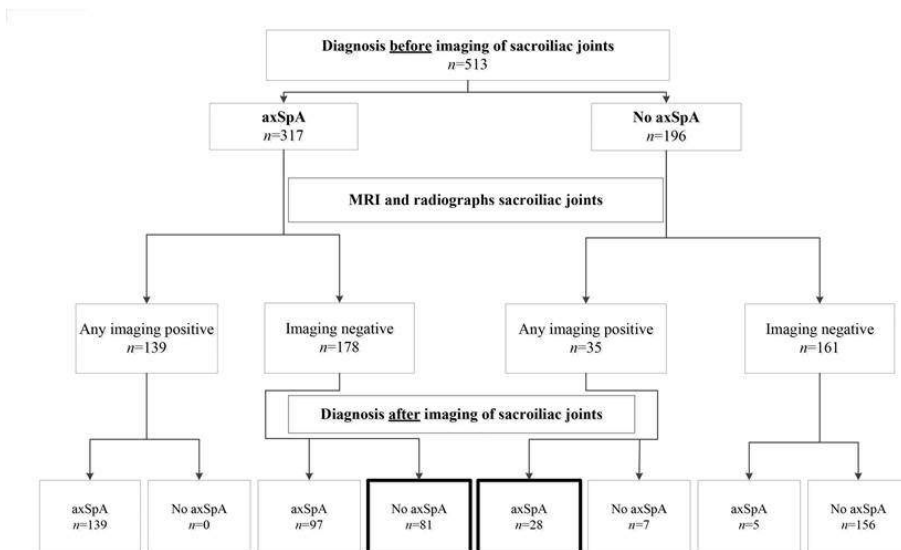 Diagnosis before imaging of sacroiliac joints
n=513
axSpA
n=317
No axSpA
n=196
MRI and radiographs sacroiliac joints
Any imaging positive
n=139
Imaging negative
n=178
Any imaging positive
n=35
Imaging negative
n=161
Diagnosis after imaging of sacroiliac joints
axSpA
n=139
No axSpA
n=0
axSpA
n=97
No axSpA
n=81
axSpA
n=28
No axSpA
n=7
axSpA
n=5
No axSpA
n=156